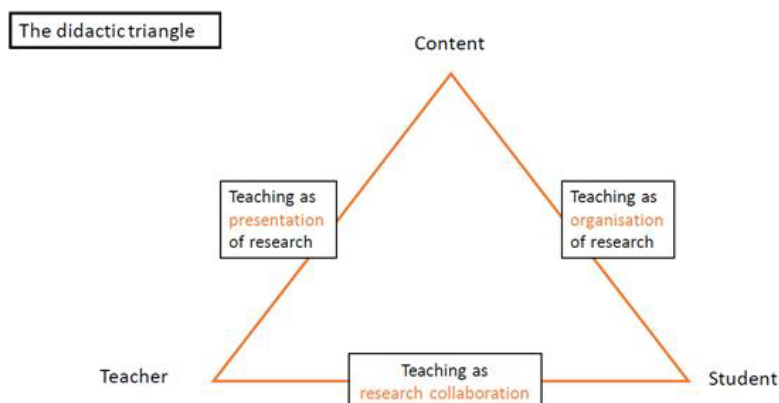 The didactic triangle
Content
Teaching as
presentation
of research
Teaching as
organisation
of research
Teacher
Teaching as
research collaboration
Student